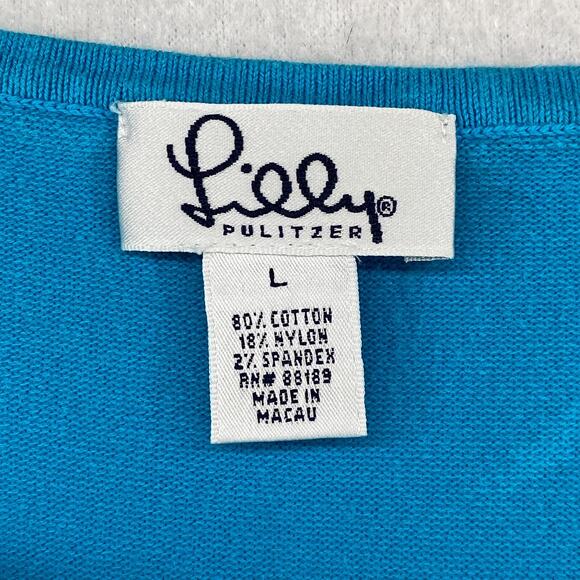 Lilly®
PULITZER
L
80% COTTON
18% NYLON
2% SPANDEX
RN# 88189
MADE IN
MACAU